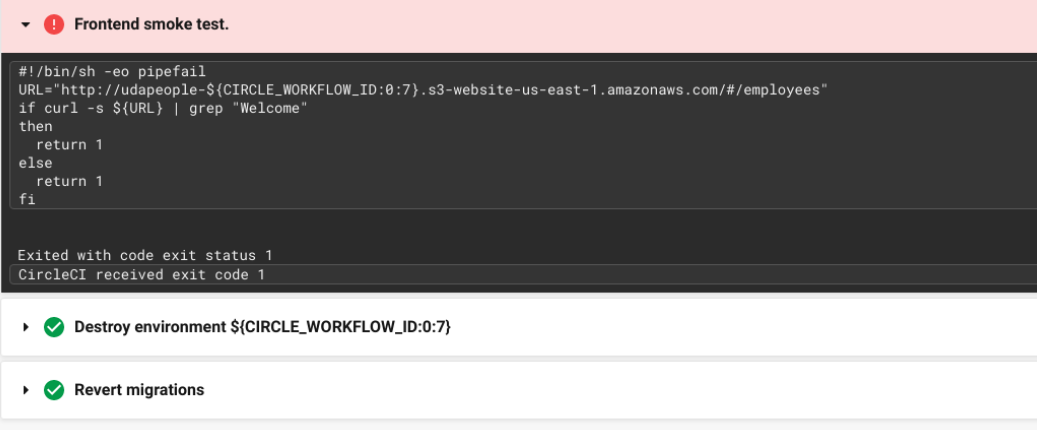 Frontend smoke test.
#!/bin/sh -eo pipefail
URL="http://udapeople-${CIRCLE_WORKFLOW_ID:0:7}.s3-website-us-east-1.amazonaws.com/#/employees"
if curl -s ${URL} | grep "Welcome"
then
  return 1
else
  return 1
fi
Exited with code exit status 1
CircleCI received exit code 1
Destroy environment ${CIRCLE_WORKFLOW_ID:0:7}
Revert migrations